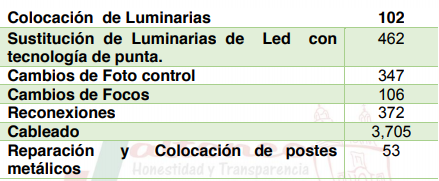 Colocación de Luminarias 102
Sustitución de Luminarias de Led con 462
tecnología de punta.
Cambios de Foto control 347
Cambios de Focos 106
Reconexiones 372
Cableado 3,705
Reparación y Colocación de postes 53
metálicos
Honestidad y Transparencia